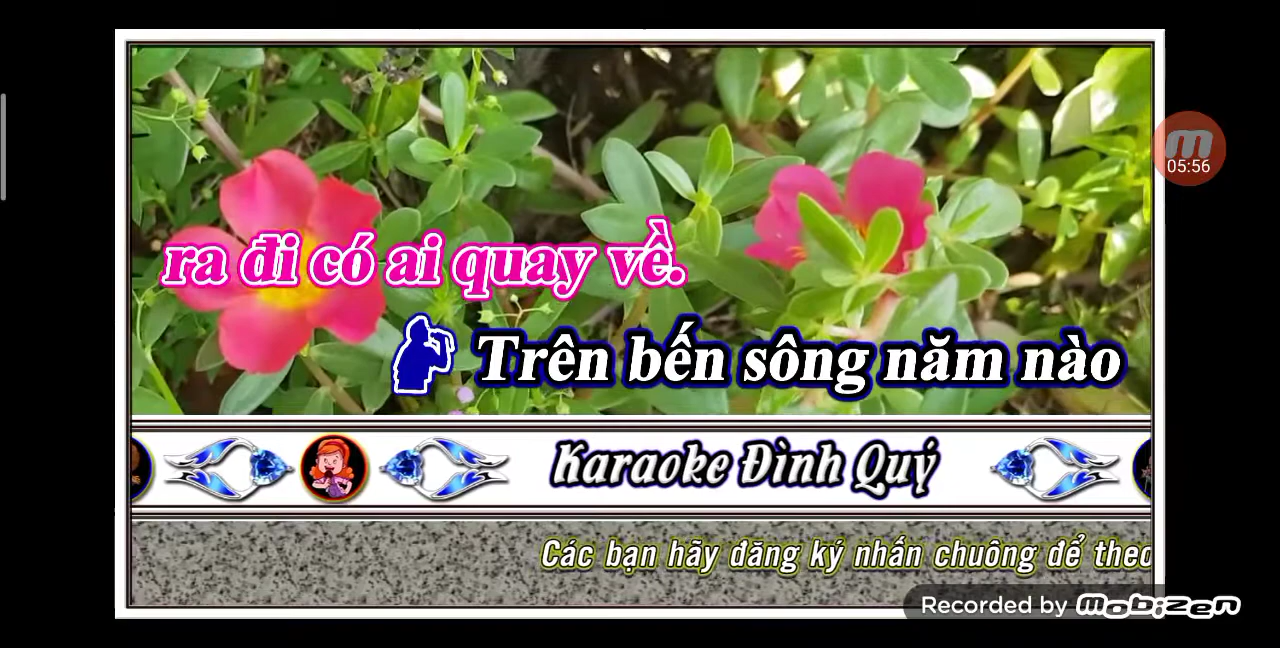 05:56
ra đi có ai quay về.
Trên bến sông năm nào
Karaoke Đình Quý
Các bạn hãy đăng ký nhấn chuông để theo
Recorded by mobizen